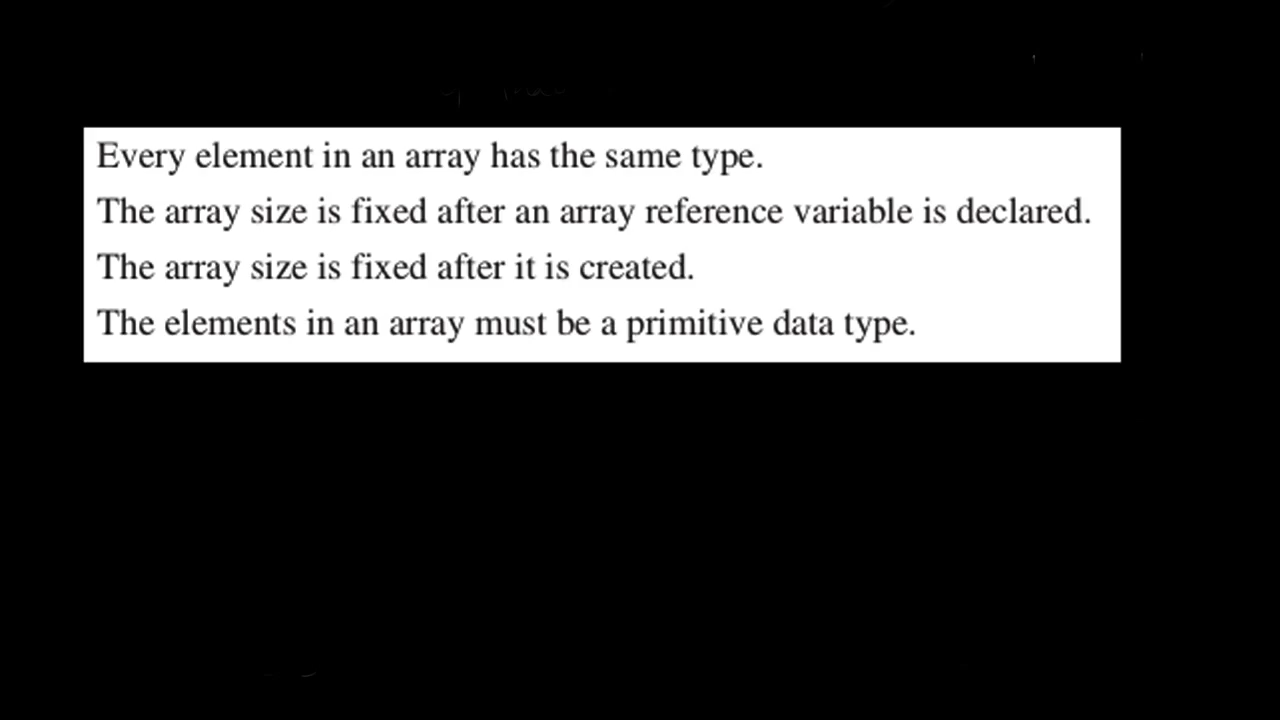 Every element in an array has the same type.
The array size is fixed after an array reference variable is declared.
The array size is fixed after it is created.
The elements in an array must be a primitive data type.